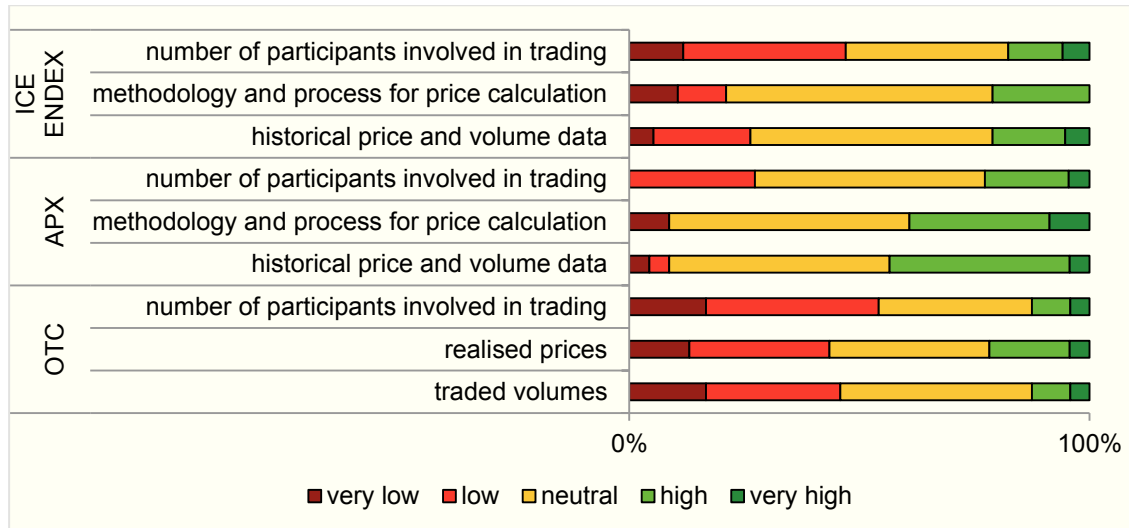 ICE
ENDEX
number of participants involved in trading
methodology and process for price calculation
historical price and volume data
APX
number of participants involved in trading
methodology and process for price calculation
historical price and volume data
OTC
number of participants involved in trading
realised prices
traded volumes
0% 100%
very low low neutral high very high